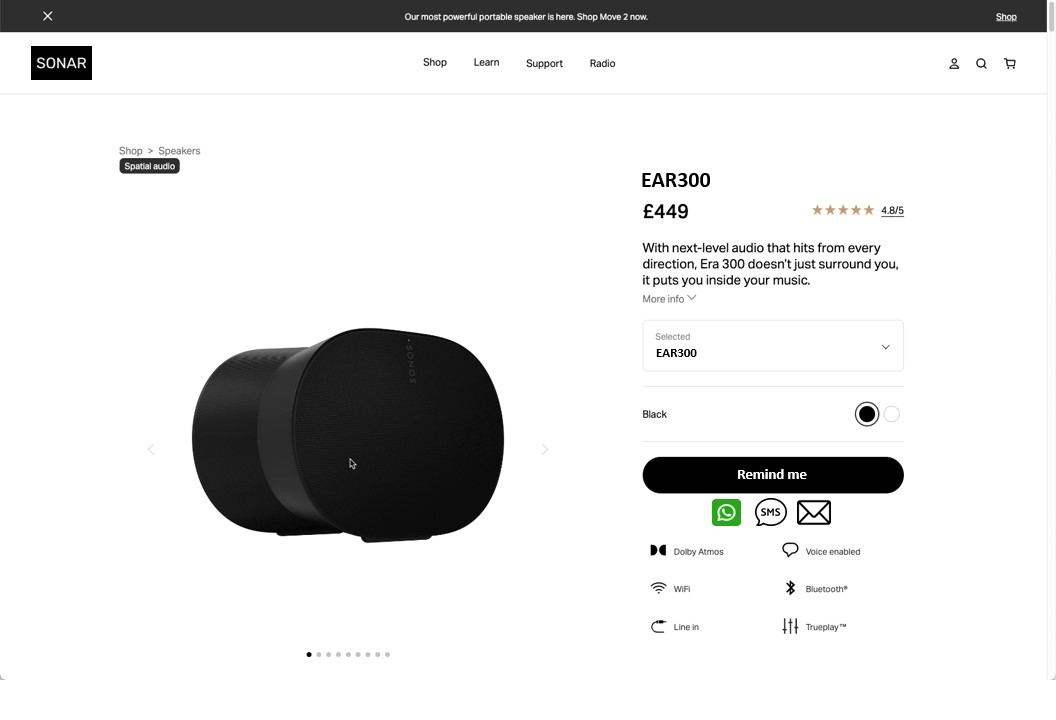 Our most powerful portable speaker is here. Shop Move 2 now.
Shop
SONAR
Shop
Learn
Support
Radio
Shop > Speakers
Spatial audio
EAR300
£449
4.8/5
With next-level audio that hits from every
direction, Era 300 doesn't just surround you,
it puts you inside your music.
More info
Selected
EAR300
Black
SONOS
Remind me
SMS
Dolby Atmos
Voice enabled
WiFi
Bluetooth®
Line in
Trueplay™